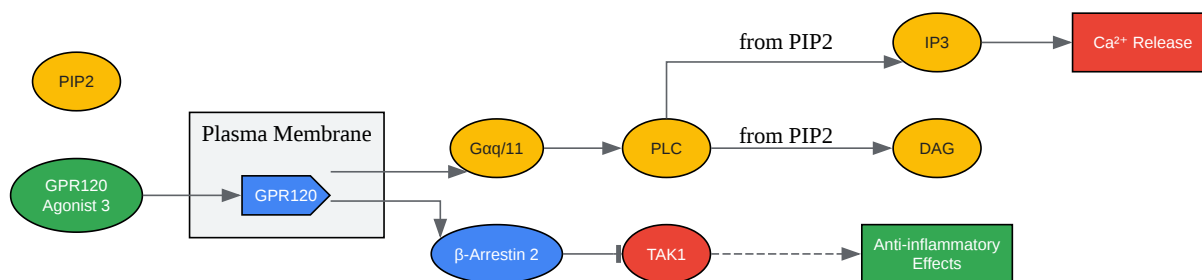 PIP2
GPR120
Agonist 3
Plasma Membrane
GPR120
Gαq/11
β-Arrestin 2
PLC
TAK1
from PIP2
from PIP2
IP3
DAG
Ca²⁺ Release
Anti-inflammatory
Effects